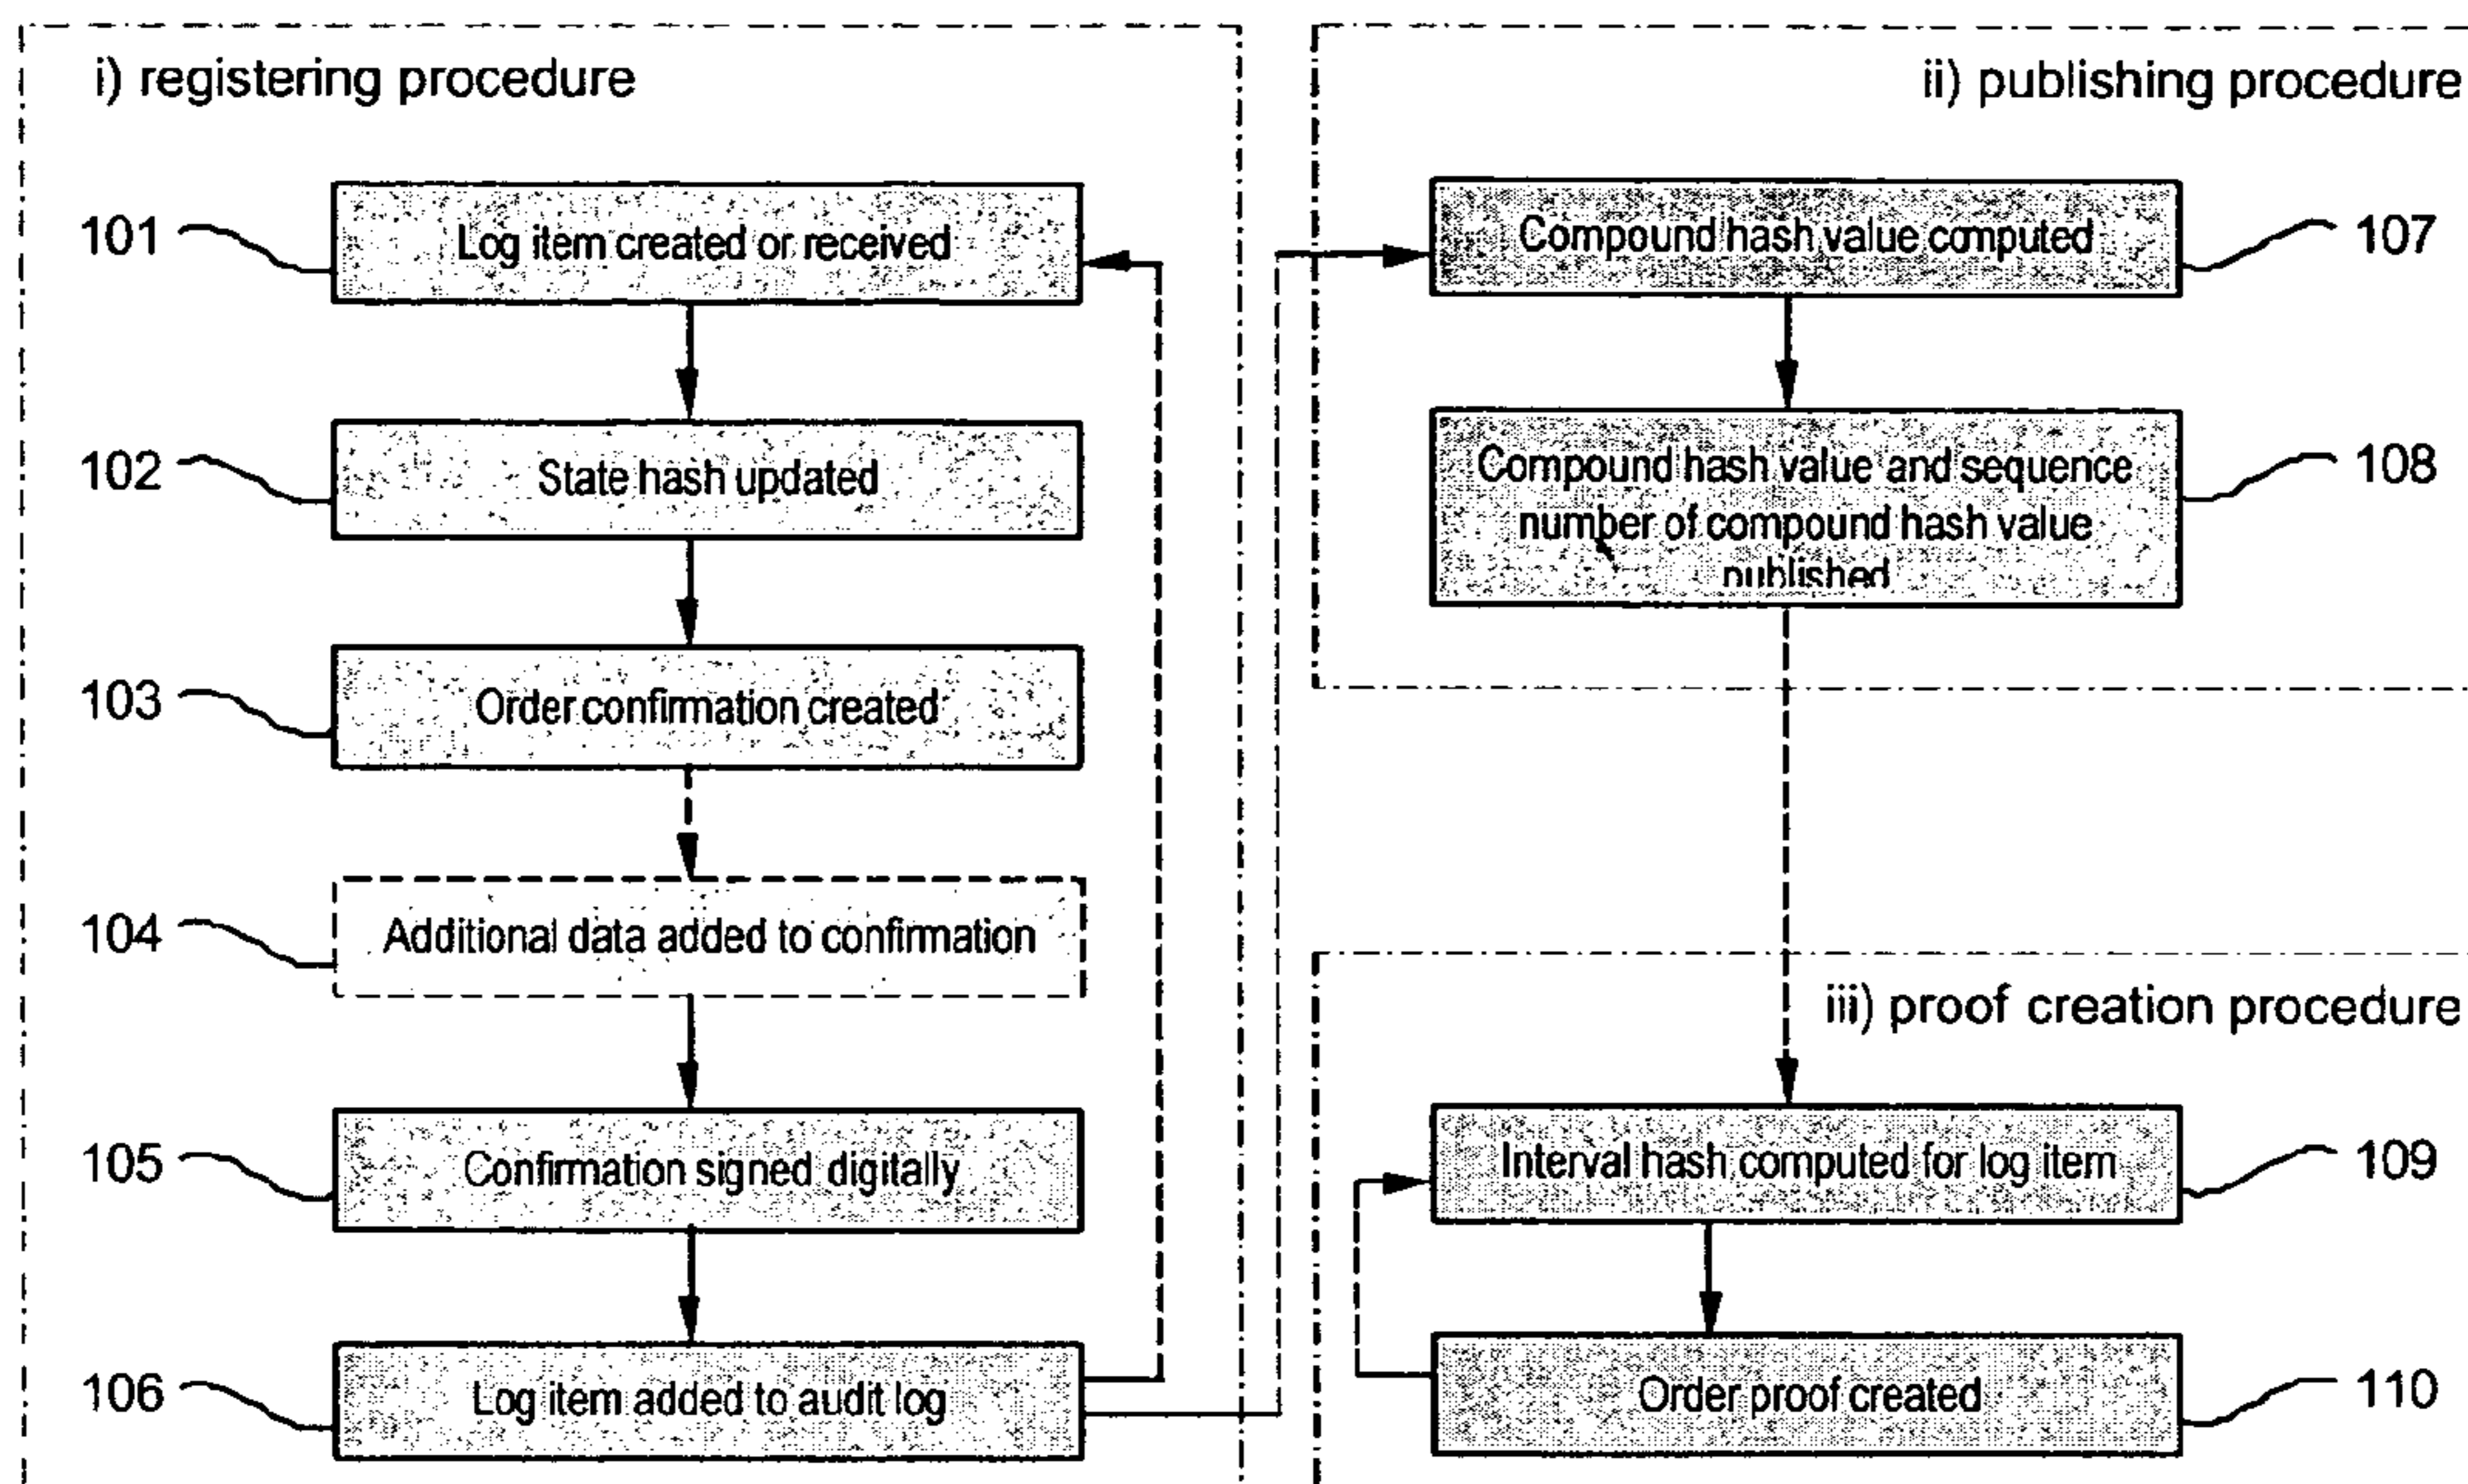 i) registering procedure
101
Log item created or received
102
State hash updated
103
Order confirmation created
104
Additional data added to confirmation
105
Confirmation signed digitally
106
Log item added to audit log
ii) publishing procedure
Compound hash value computed
107
Compound hash value and sequence
number of compound hash value
published
108
iii) proof creation procedure
Interval hash computed for log item
109
Order proof created
110